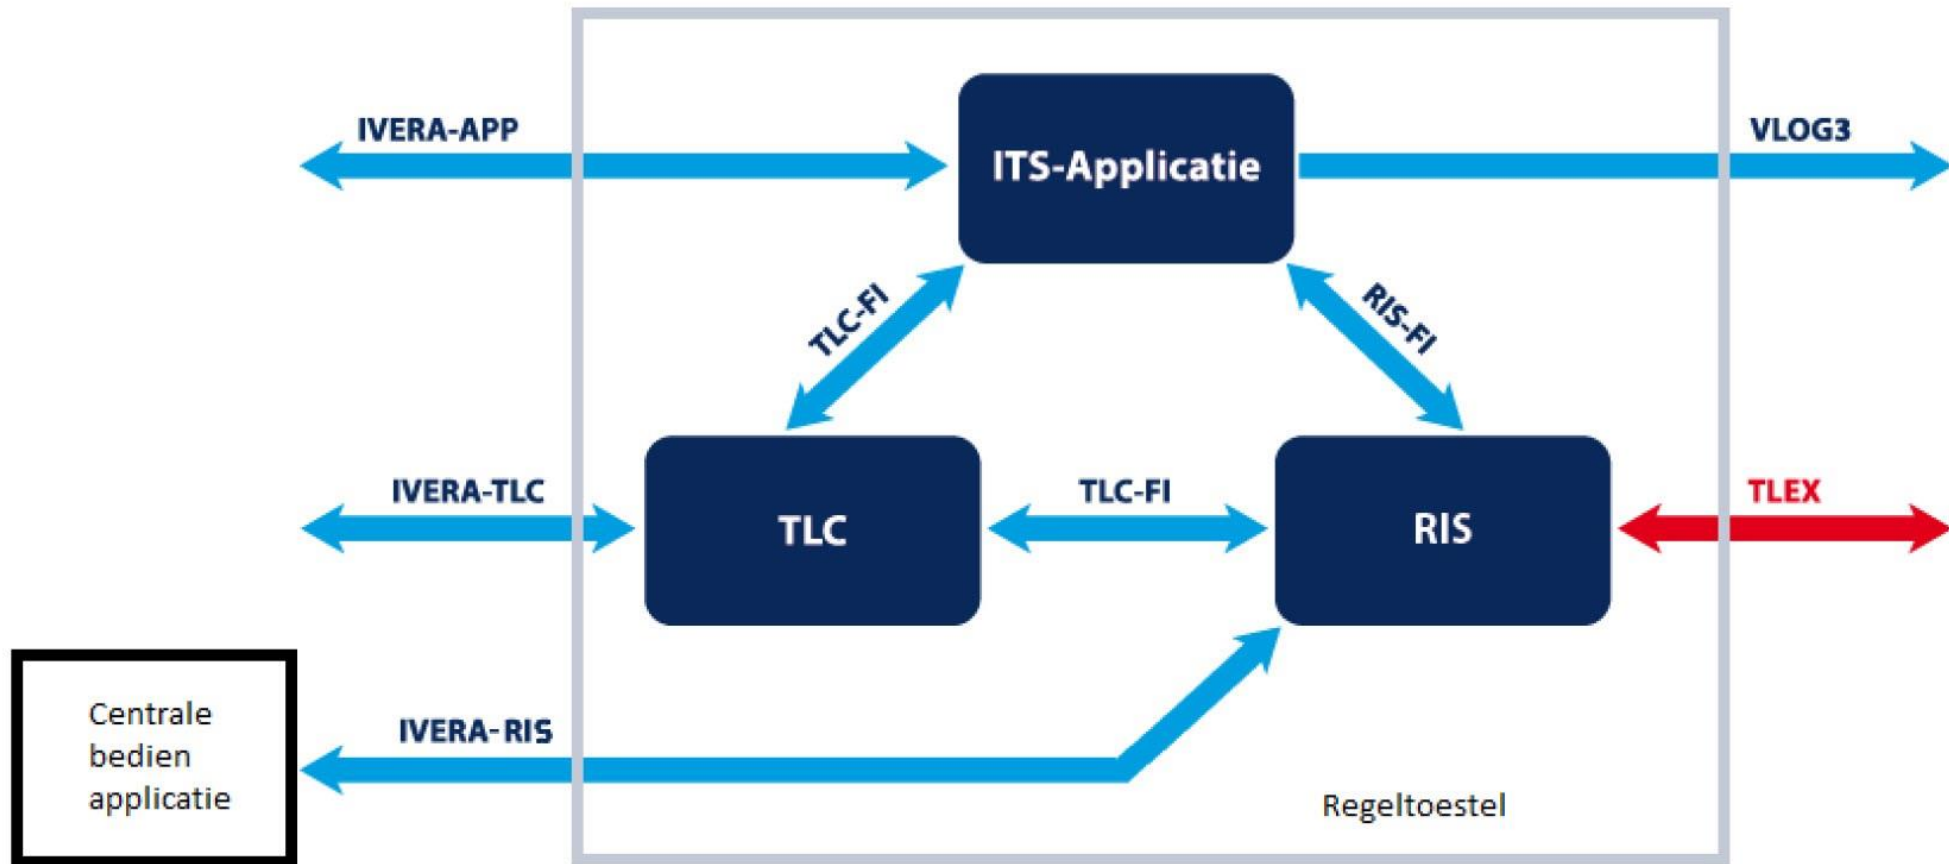 IVERA-APP
ITS-Applicatie
VLOG3
TLC-FI
RIS-FI
IVERA-TLC
TLC
TLC-FI
RIS
TLEX
Centrale
bedien
applicatie
IVERA-RIS
Regeltoestel